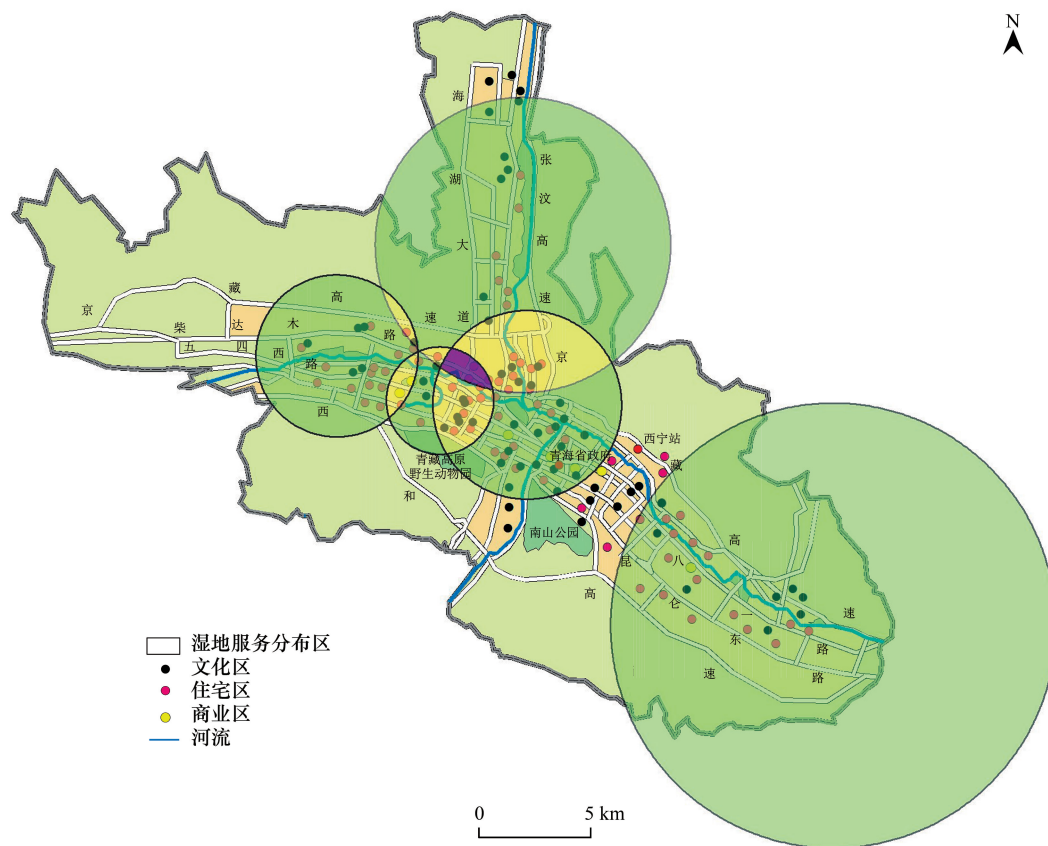 N
海
湖
大
道
张
汶
高
速
京
藏
高
速
京
柴
达
木
路
五
四
西
路
西
和
高
速
青藏高原
野生动物园
青海省政府
西宁站
南山公园
京
藏
高
速
昆
仑
东
路
八
一
路
湿地服务分布区
文化区
住宅区
商业区
河流
0
5 km